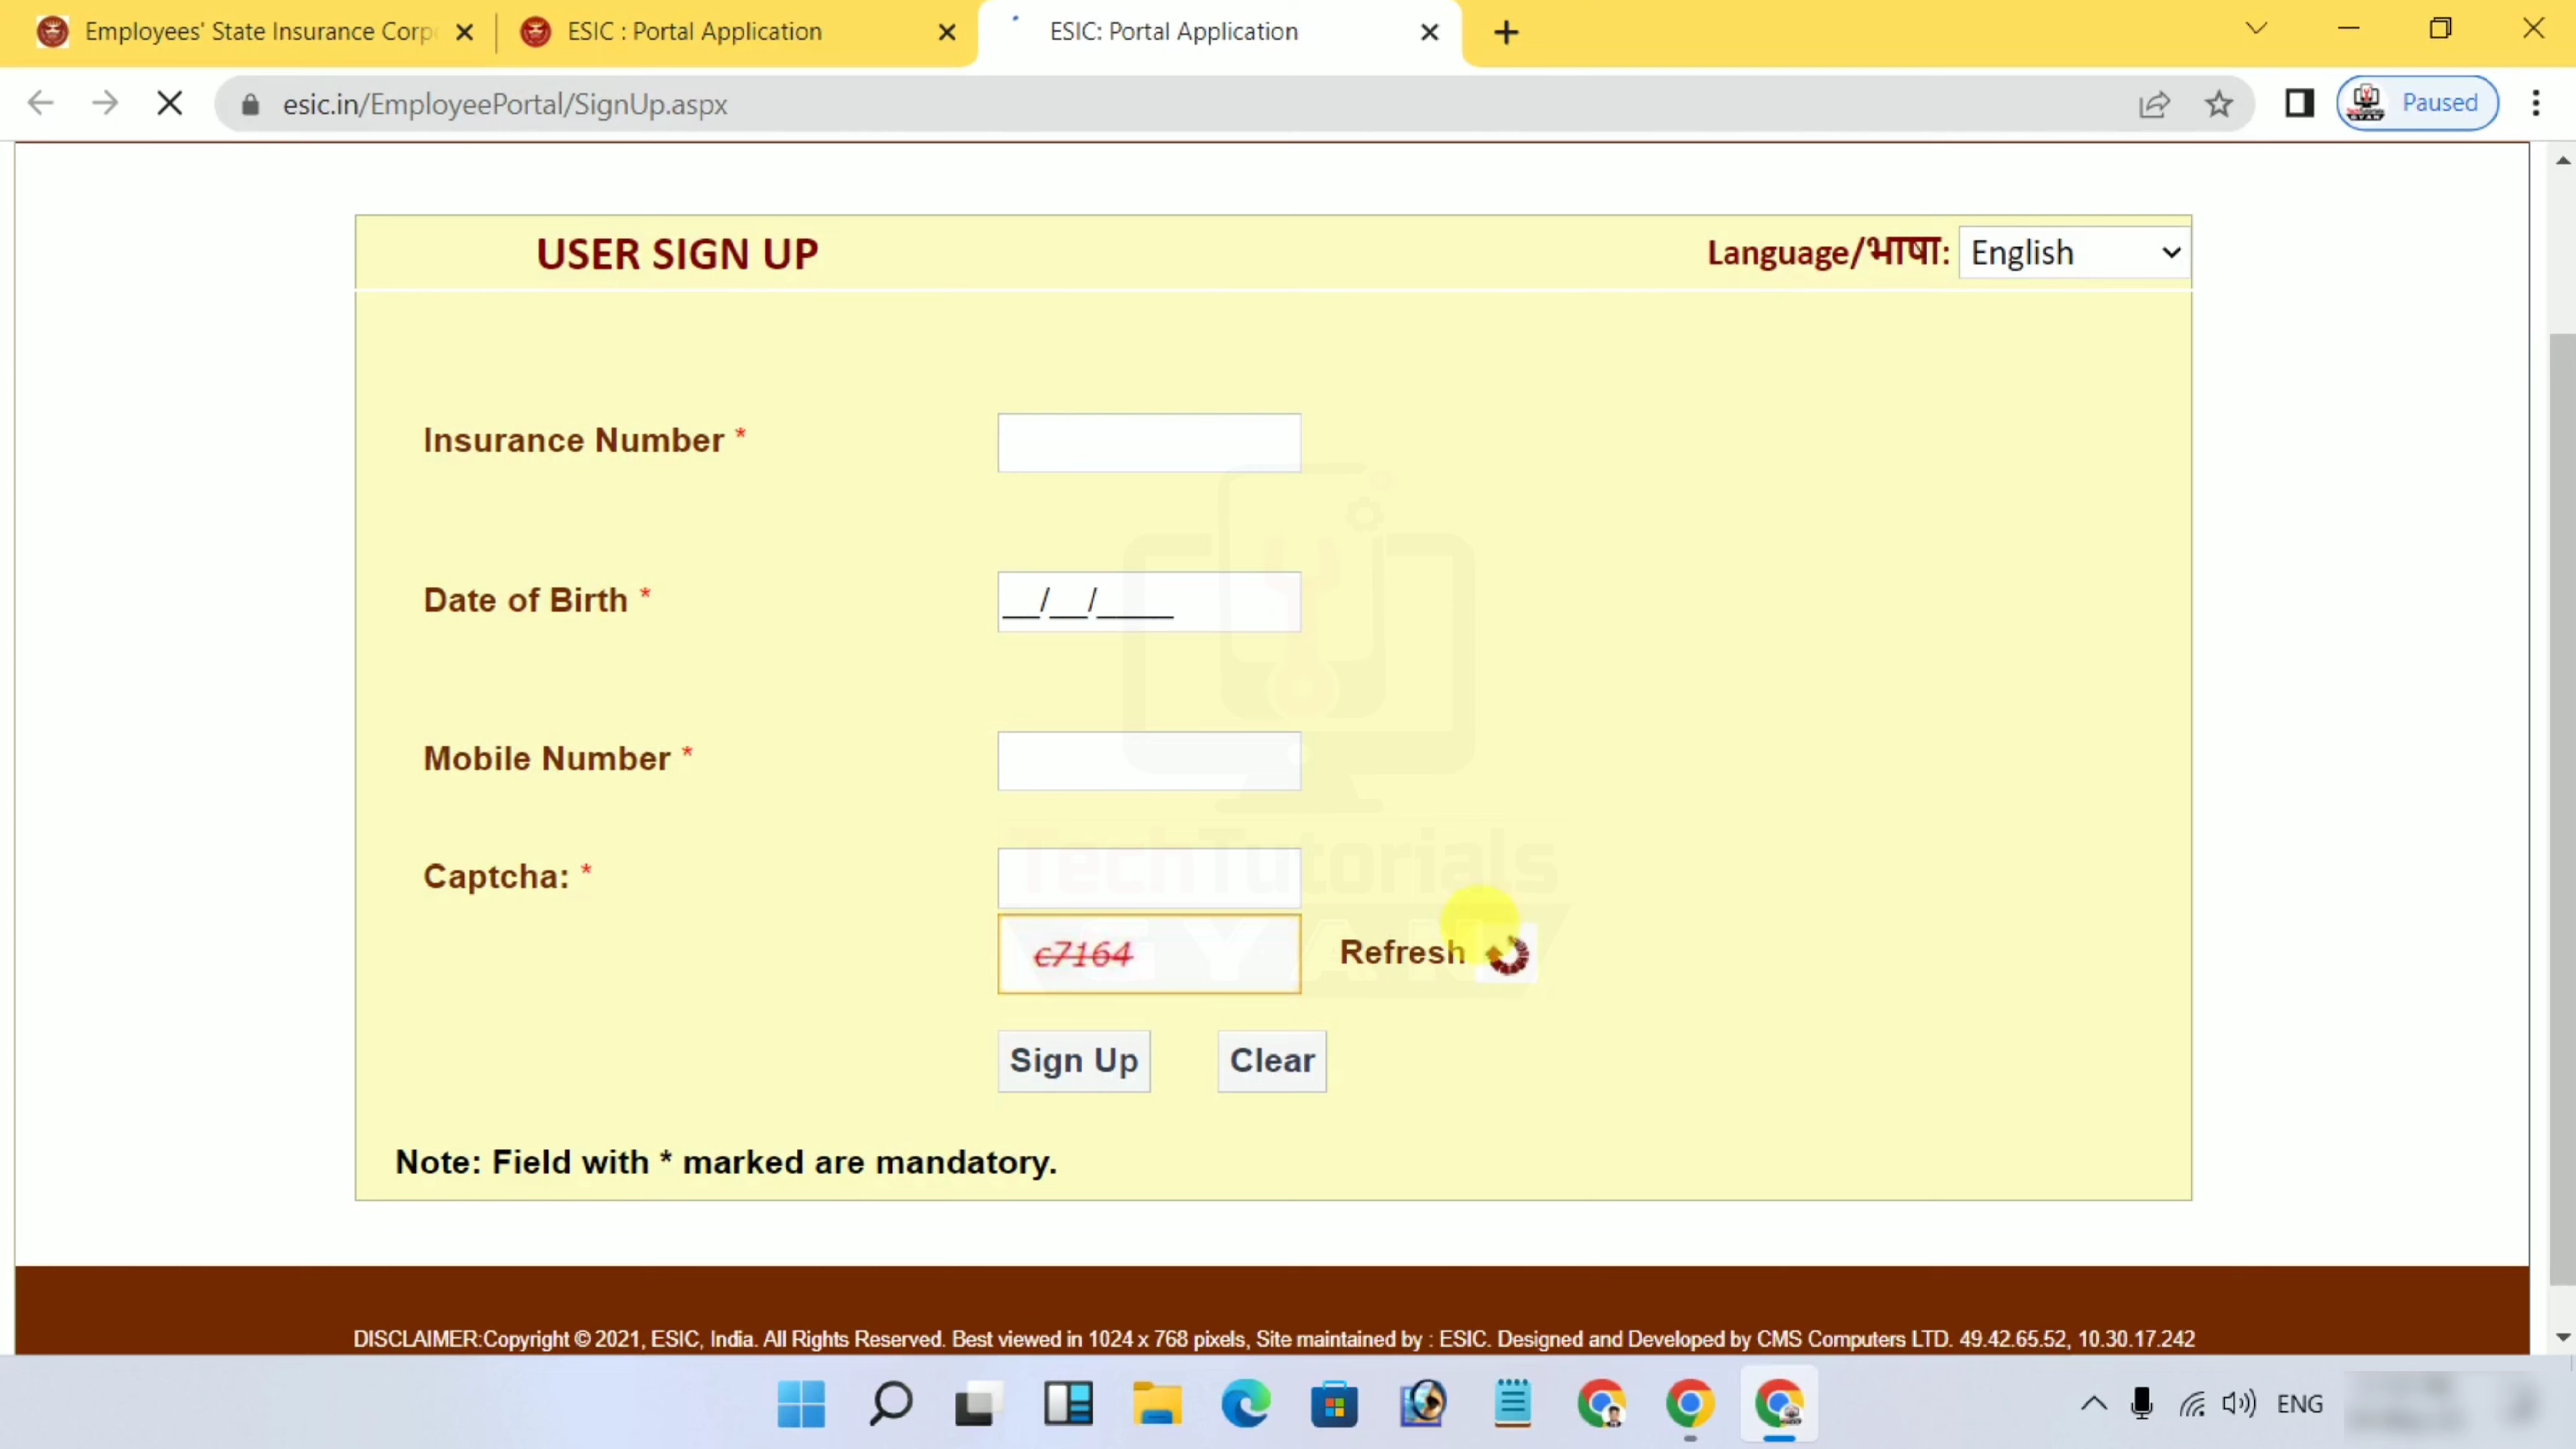 Employees' State Insurance Corp
ESIC : Portal Application
ESIC: Portal Application
esic.in/EmployeePortal/SignUp.aspx
Paused
USER SIGN UP
Language/भाषा: English
Insurance Number *
Date of Birth *
__/__/____
Mobile Number *
Captcha: *
TechTutorials
GYAN
c7164
Refresh
Sign Up
Clear
Note: Field with * marked are mandatory.
DISCLAIMER:Copyright © 2021, ESIC, India. All Rights Reserved. Best viewed in 1024 x 768 pixels, Site maintained by : ESIC. Designed and Developed by CMS Computers LTD. 49.42.65.52, 10.30.17.242
ENG